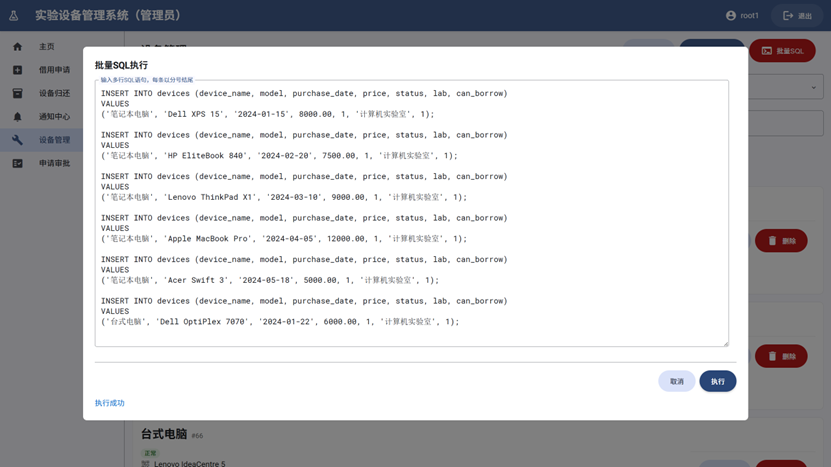 实验设备管理系统（管理员）
root1
退出
主页
借用申请
设备归还
通知中心
设备管理
申请审批
批量SQL
批量SQL执行
输入多行SQL语句，每条以分号结尾
INSERT INTO devices (device_name, model, purchase_date, price, status, lab, can_borrow)
VALUES
('笔记本电脑', 'Dell XPS 15', '2024-01-15', 8000.00, 1, '计算机实验室', 1);
INSERT INTO devices (device_name, model, purchase_date, price, status, lab, can_borrow)
VALUES
('笔记本电脑', 'HP EliteBook 840', '2024-02-20', 7500.00, 1, '计算机实验室', 1);
INSERT INTO devices (device_name, model, purchase_date, price, status, lab, can_borrow)
VALUES
('笔记本电脑', 'Lenovo ThinkPad X1', '2024-03-10', 9000.00, 1, '计算机实验室', 1);
INSERT INTO devices (device_name, model, purchase_date, price, status, lab, can_borrow)
VALUES
('笔记本电脑', 'Apple MacBook Pro', '2024-04-05', 12000.00, 1, '计算机实验室', 1);
INSERT INTO devices (device_name, model, purchase_date, price, status, lab, can_borrow)
VALUES
('笔记本电脑', 'Acer Swift 3', '2024-05-18', 5000.00, 1, '计算机实验室', 1);
INSERT INTO devices (device_name, model, purchase_date, price, status, lab, can_borrow)
VALUES
('台式电脑', 'Dell OptiPlex 7070', '2024-01-22', 6000.00, 1, '计算机实验室', 1);
取消
执行
执行成功
删除
删除
台式电脑 #66
正常
Lenovo IdeaCentre 5